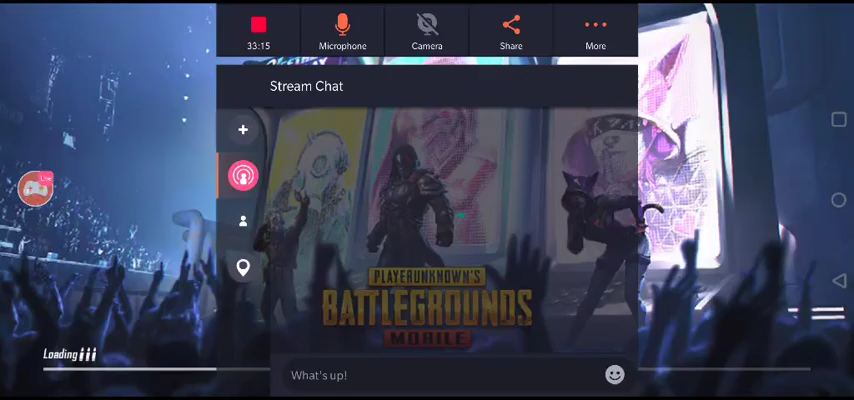 33:15
Microphone
Camera
Share
More
Stream Chat
Live
PLAYERUNKNOWN'S
BATTLEGROUNDS
MOBILE
Loading
What's up!